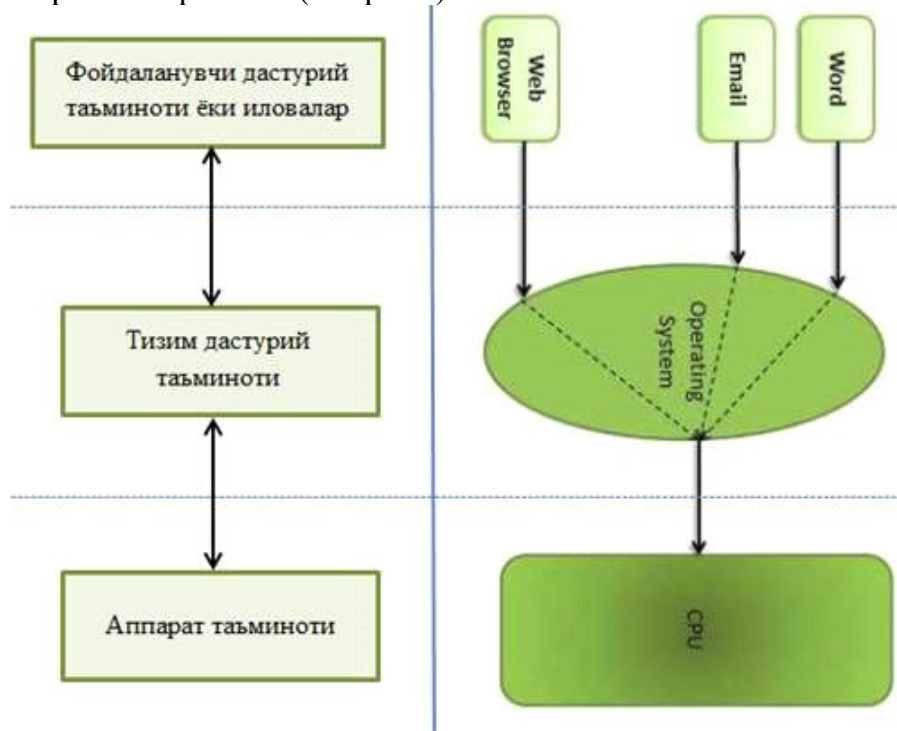 Фойдаланувчи дастурий
таъминоти ёки иловалар
Тизим дастурий
таъминоти
Аппарат таъминоти
Web
Browser
Email
Word
Operating
System
CPU